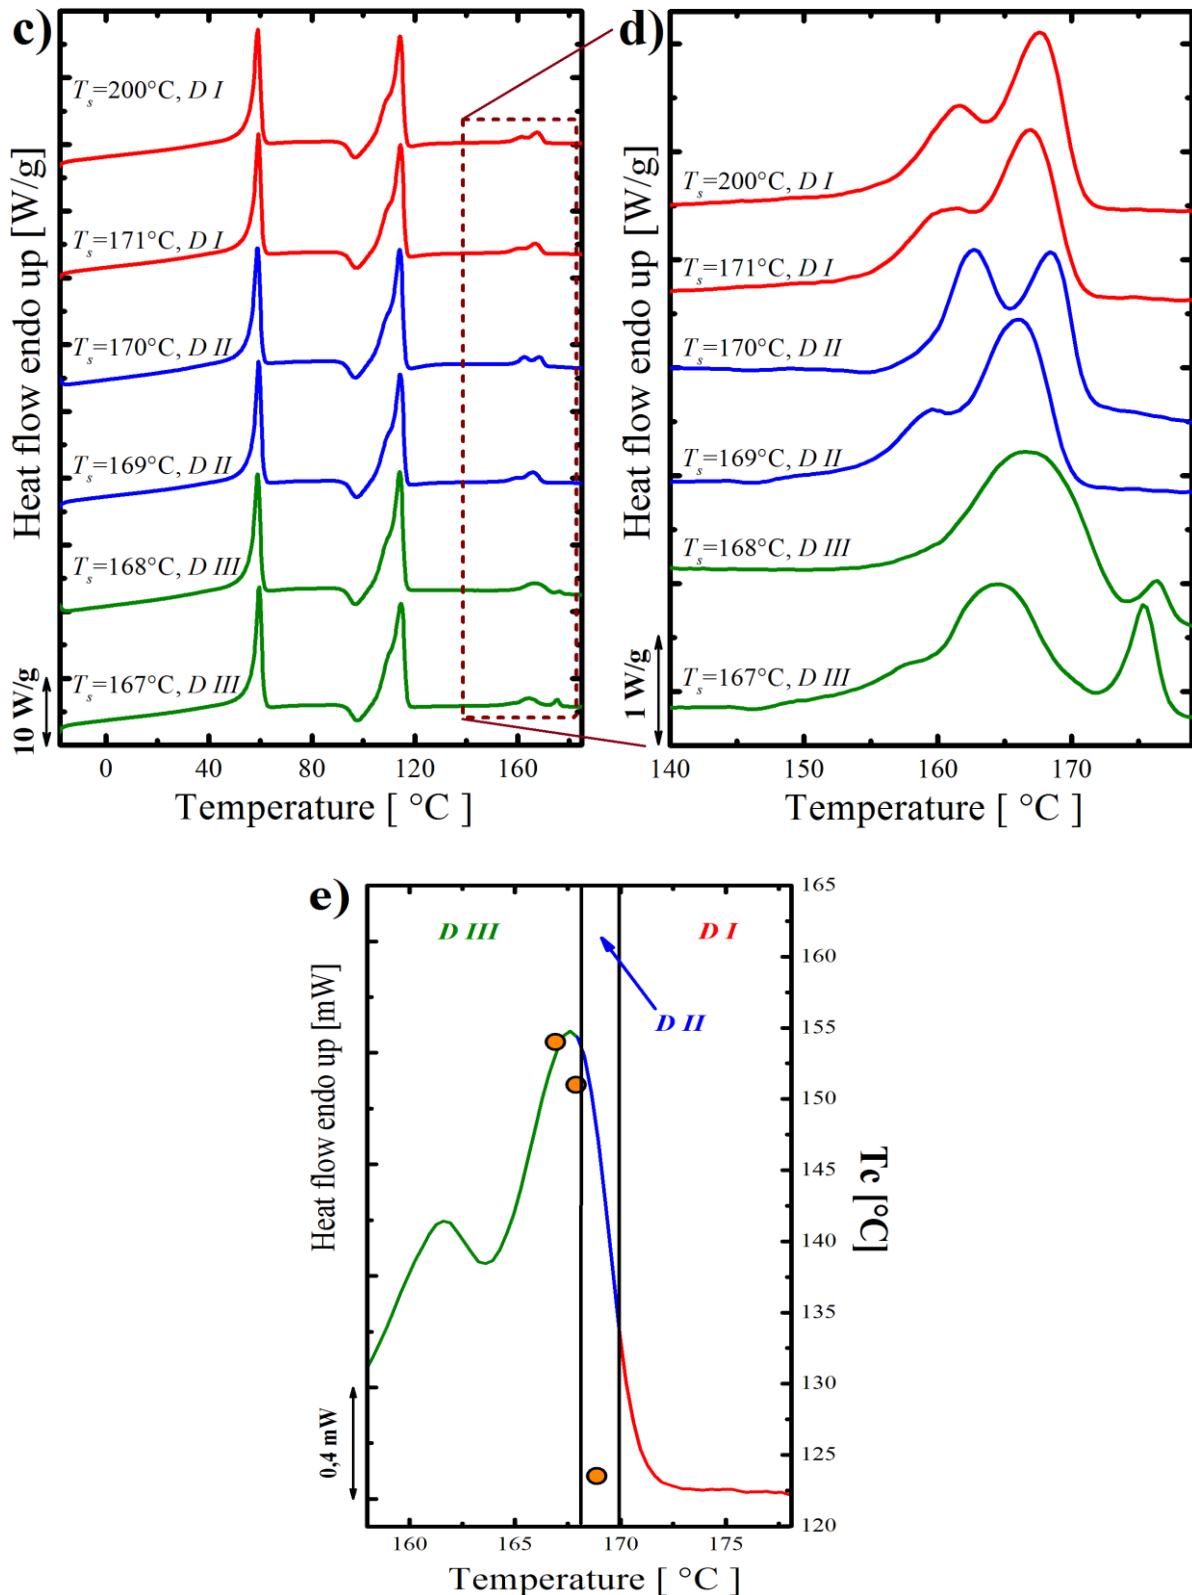 c)
Heat flow endo up [W/g]
T_s=200°C, D I
T_s=171°C, D I
T_s=170°C, D II
T_s=169°C, D II
T_s=168°C, D III
T_s=167°C, D III
10 W/g
0 40 80 120 160
Temperature [ °C ]
d)
Heat flow endo up [W/g]
T_s=200°C, D I
T_s=171°C, D I
T_s=170°C, D II
T_s=169°C, D II
T_s=168°C, D III
T_s=167°C, D III
1 W/g
140 150 160 170
Temperature [ °C ]
e)
Heat flow endo up [mW]
D III
D I
D II
0,4 mW
165
160
155
150
145
140
135
130
125
120
Tc [°C]
160 165 170 175
Temperature [ °C ]